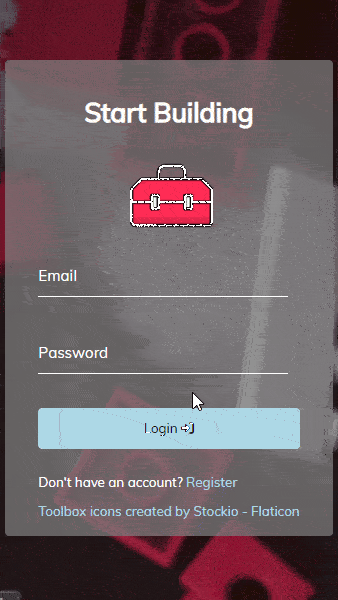 Start Building
Email
Password
Login
Don't have an account? Register
Toolbox icons created by Stockio - Flaticon